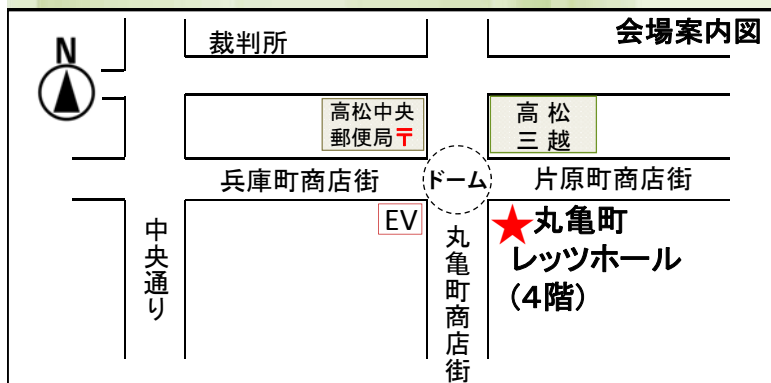 会場案内図
N
裁判所
高松中央
郵便局〒
高 松
三 越
兵庫町商店街
ドーム
片原町商店街
中央通り
EV
丸亀町商店街
★丸亀町
レッツホール
(4階)